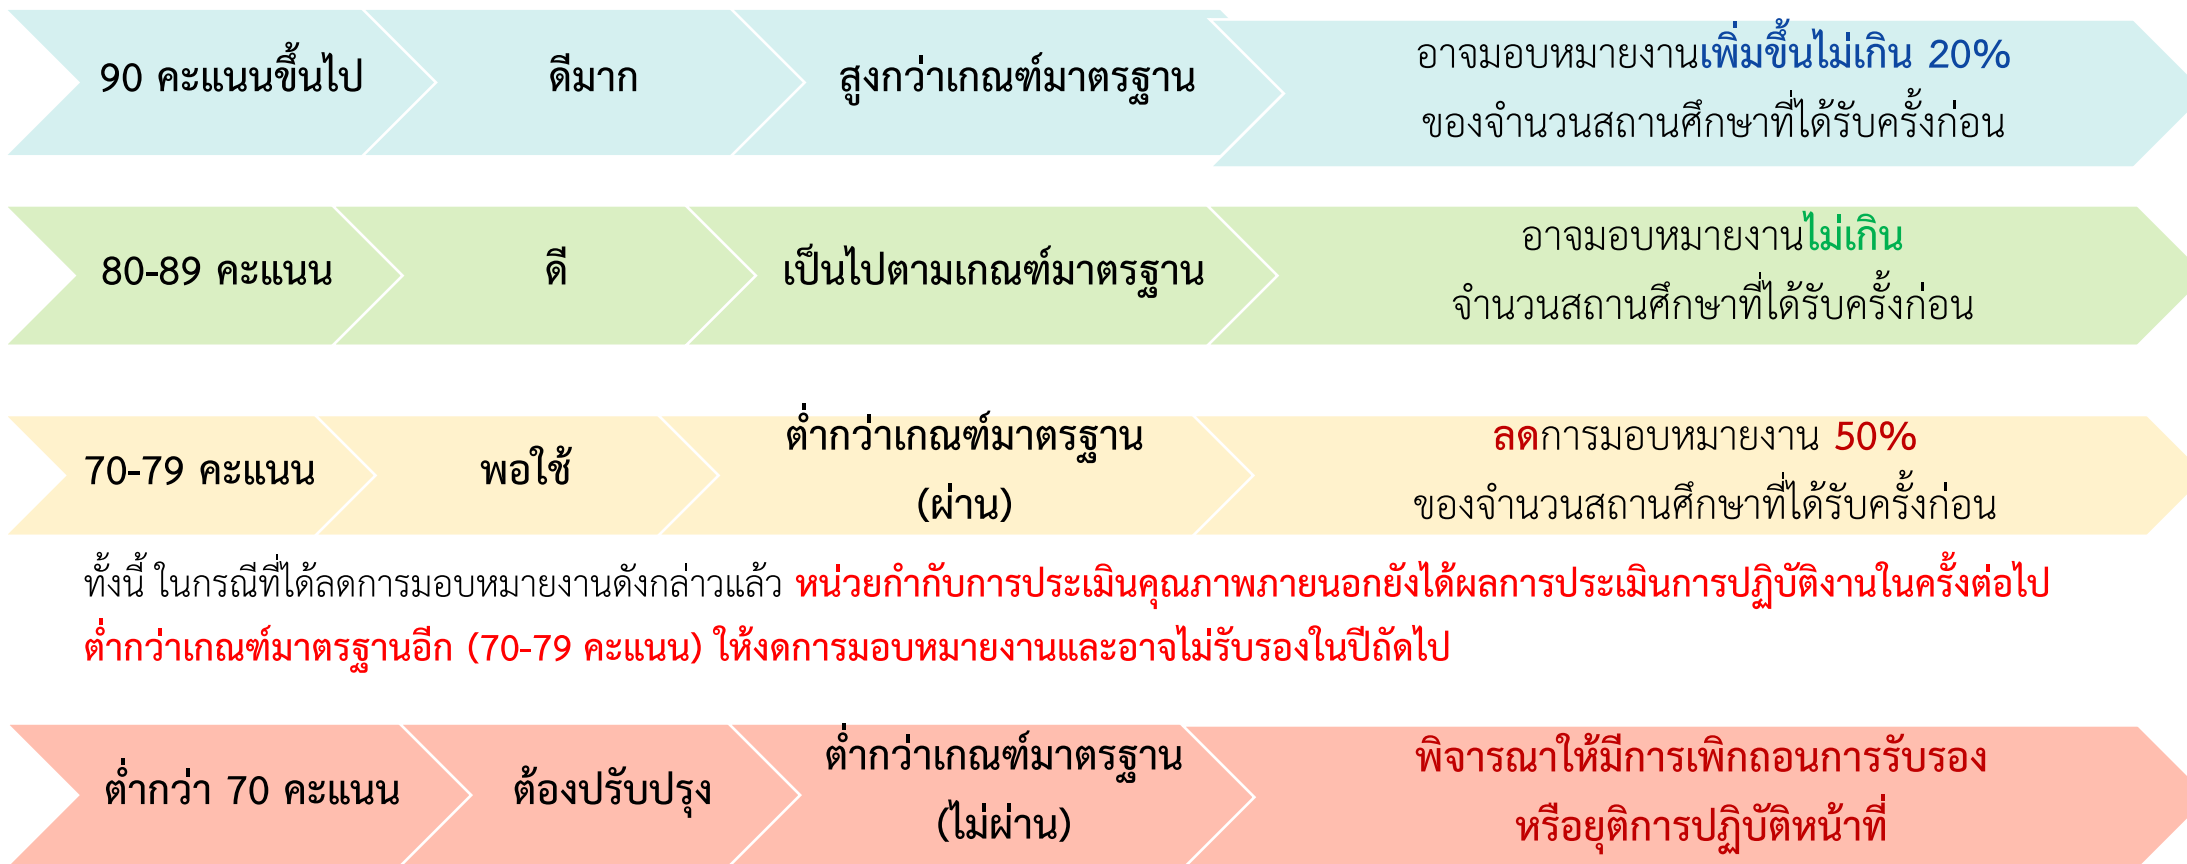 90 คะแนนขึ้นไป
ดีมาก
สูงกว่าเกณฑ์มาตรฐาน
อาจมอบหมายงานเพิ่มขึ้นไม่เกิน 20%
ของจำนวนสถานศึกษาที่ได้รับครั้งก่อน
80-89 คะแนน
ดี
เป็นไปตามเกณฑ์มาตรฐาน
อาจมอบหมายงานไม่เกิน
จำนวนสถานศึกษาที่ได้รับครั้งก่อน
70-79 คะแนน
พอใช้
ต่ำกว่าเกณฑ์มาตรฐาน
(ผ่าน)
ลดการมอบหมายงาน 50%
ของจำนวนสถานศึกษาที่ได้รับครั้งก่อน
ทั้งนี้ ในกรณีที่ได้ลดการมอบหมายงานดังกล่าวแล้ว หน่วยกำกับการประเมินคุณภาพภายนอกยังได้ผลการประเมินการปฏิบัติงานในครั้งต่อไป
ต่ำกว่าเกณฑ์มาตรฐานอีก (70-79 คะแนน) ให้งดการมอบหมายงานและอาจไม่รับรองในปีถัดไป
ต่ำกว่า 70 คะแนน
ต้องปรับปรุง
ต่ำกว่าเกณฑ์มาตรฐาน
(ไม่ผ่าน)
พิจารณาให้มีการเพิกถอนการรับรอง
หรือยุติการปฏิบัติหน้าที่